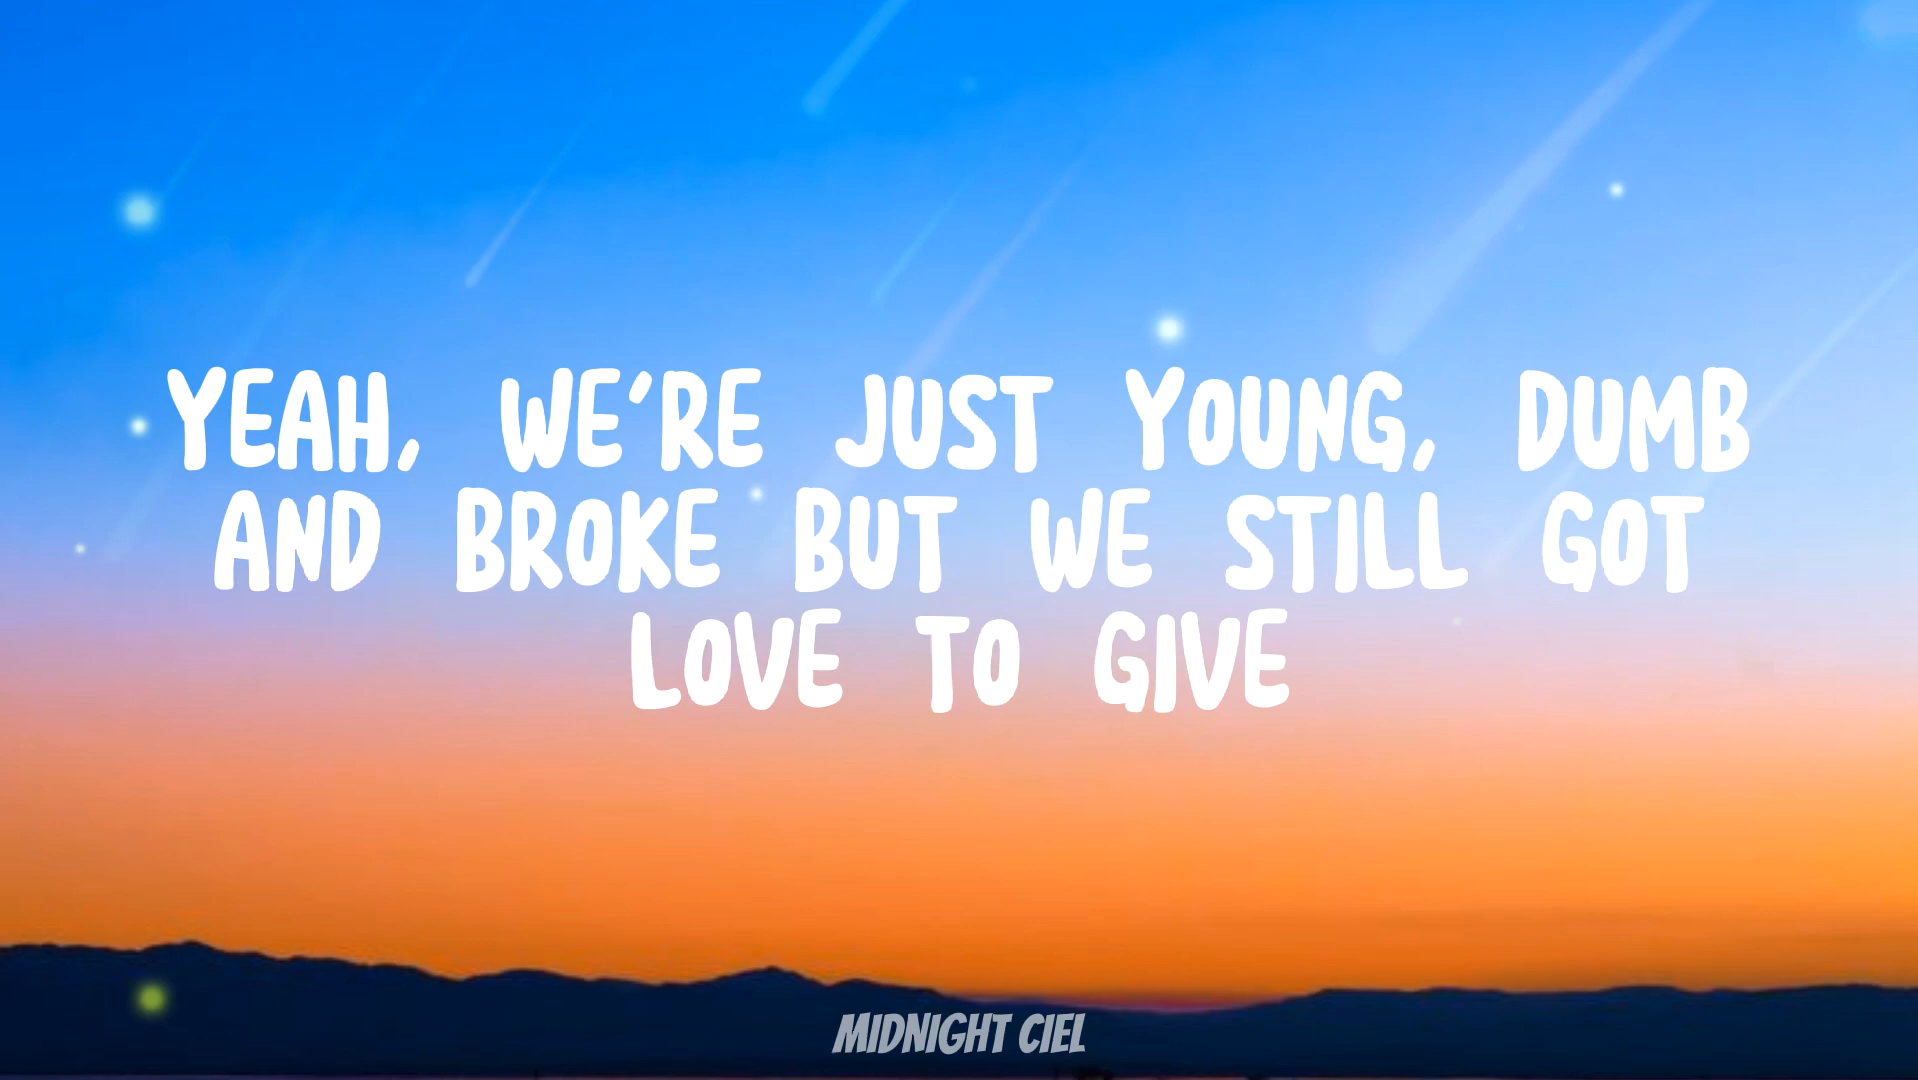 YEAH, WE'RE JUST YOUNG, DUMB
AND BROKE BUT WE STILL GOT
LOVE TO GIVE
MIDNIGHT CIEL